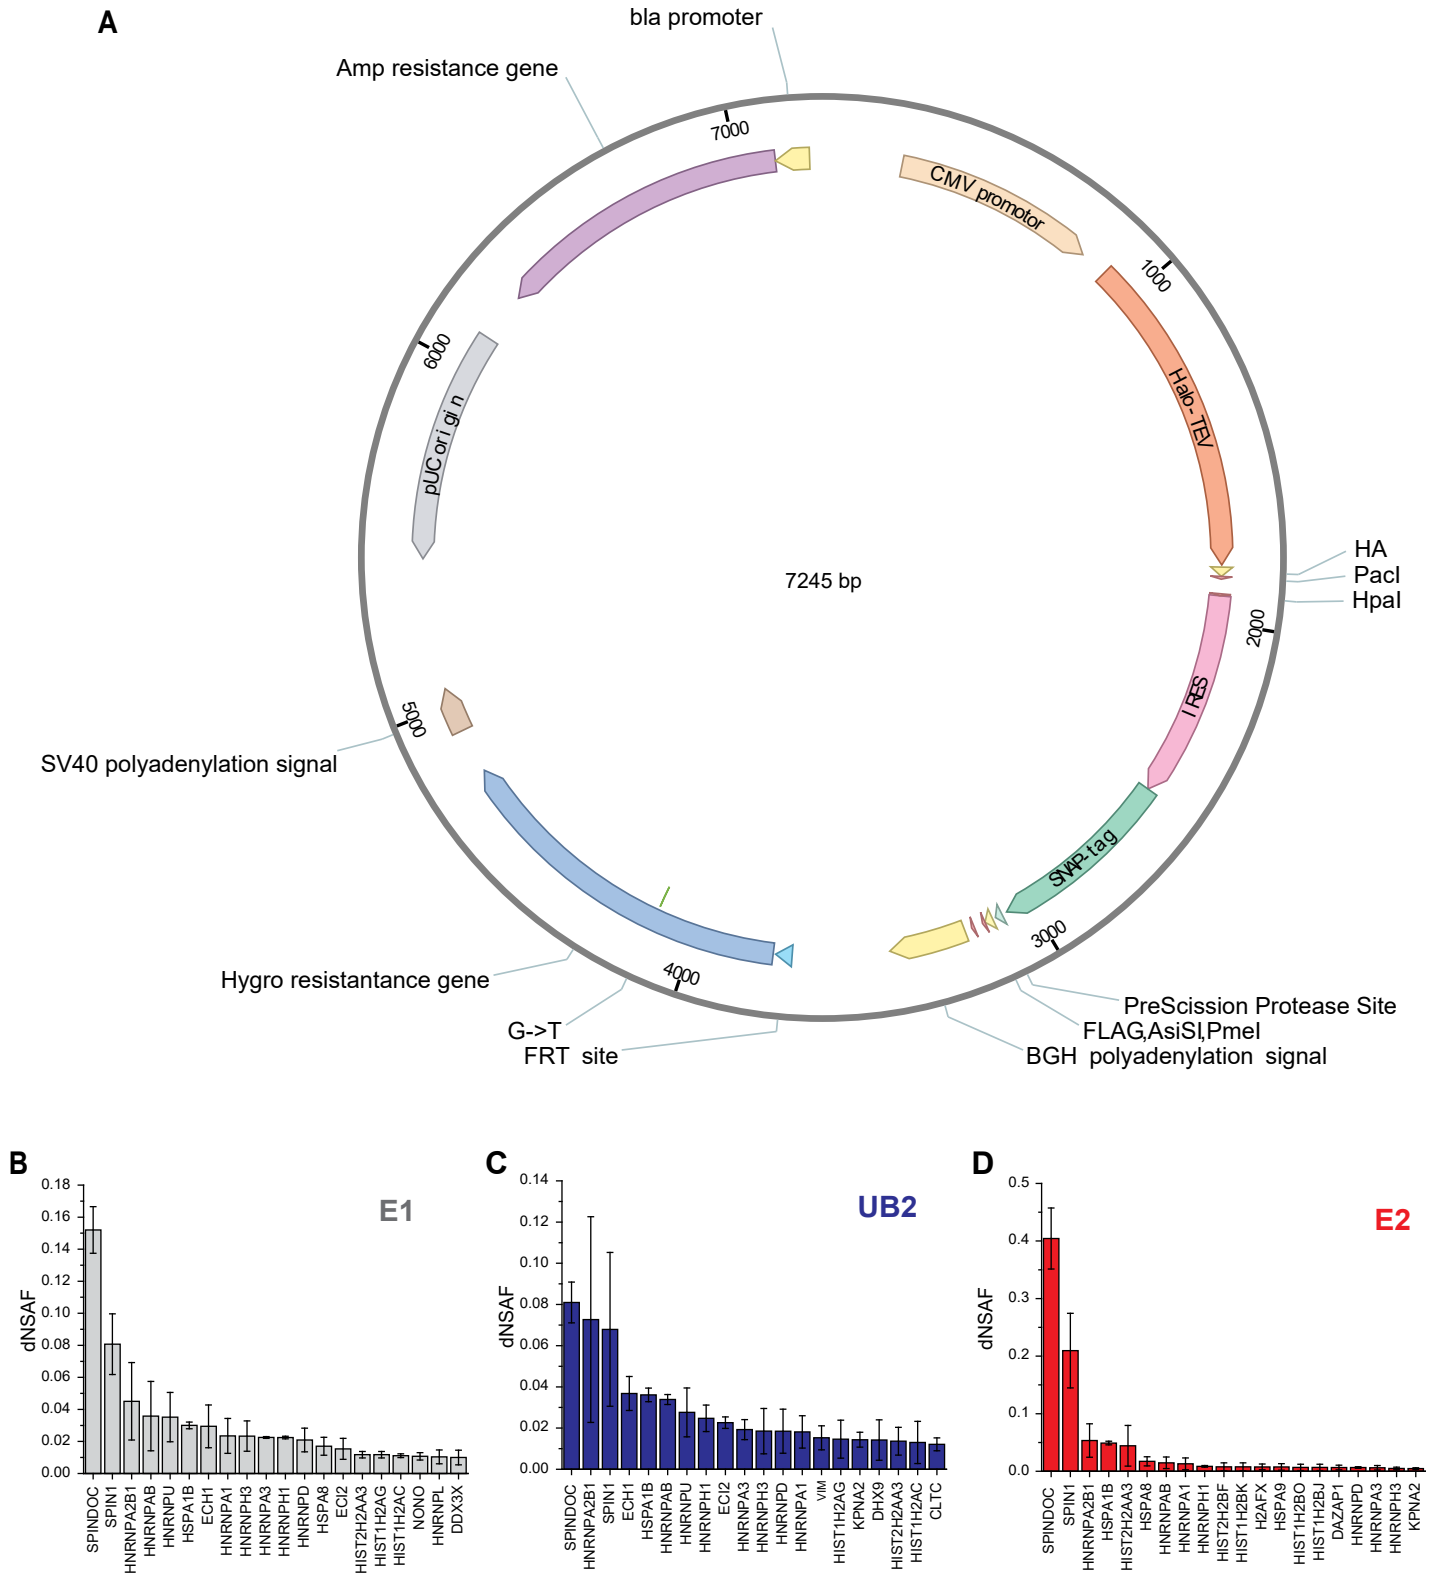 A
bla promoter
Amp resistance gene
7000
CMV promotor
1000
Halo-TEV
6000
pUC origin
7245 bp
HA
PacI
HpaI
2000
IRES
5000
SV40 polyadenylation signal
SNAP-tag
3000
4000
Hygro resistantance gene
G->T
FRT site
PreScission Protease Site
FLAG,AsiSI,PmeI
BGH polyadenylation signal
B
E1
dNSAF
0.18
0.16
0.14
0.12
0.10
0.08
0.06
0.04
0.02
0.00
SPINDOC
SPIN1
HNRNPA2B1
HNRNPAB
HNRNPU
HSPA1B
ECH1
HNRNPA1
HNRNPH3
HNRNPA3
HNRNPH1
HNRNPD
HSPA8
ECI2
HIST2H2AA3
HIST1H2AG
HIST1H2AC
NONO
HNRNPL
DDX3X
C
UB2
dNSAF
0.14
0.12
0.10
0.08
0.06
0.04
0.02
0.00
SPINDOC
HNRNPA2B1
SPIN1
ECH1
HSPA1B
HNRNPAB
HNRNPU
HNRNPH1
ECI2
HNRNPA3
HNRNPH3
HNRNPD
HNRNPA1
VIM
HIST1H2AG
KPNA2
DHX9
HIST2H2AA3
HIST1H2AC
CLTC
D
E2
dNSAF
0.5
0.4
0.3
0.2
0.1
0.0
SPINDOC
SPIN1
HNRNPA2B1
HSPA1B
HIST2H2AA3
HSPA8
HNRNPAB
HNRNPA1
HNRNPH1
HIST2H2BF
HIST1H2BK
H2AFX
HSPA9
HIST1H2BO
HIST1H2BJ
DAZAP1
HNRNPD
HNRNPA3
HNRNPH3
KPNA2